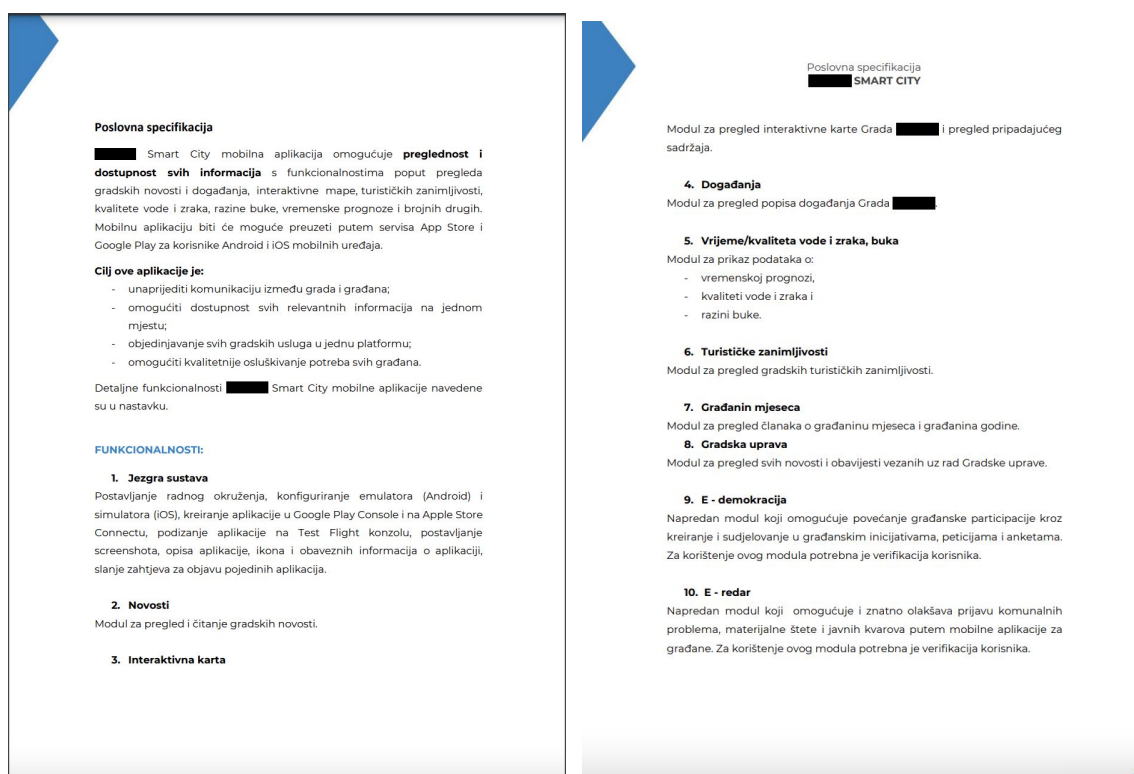 Poslovna specifikacija
Smart City mobilna aplikacija omogućuje preglednost i
dostupnost svih informacija s funkcionalnostima poput pregleda
gradskih novosti i događanja, interaktivne mape, turističkih zanimljivosti,
kvalitete vode i zraka, razine buke, vremenske prognoze i brojnih drugih.
Mobilnu aplikaciju biti će moguće preuzeti putem servisa App Store i
Google Play za korisnike Android i iOS mobilnih uređaja.
Cilj ove aplikacije je:
- unaprijediti komunikaciju između grada i građana;
- omogućiti dostupnost svih relevantnih informacija na jednom
mjestu;
- objedinjavanje svih gradskih usluga u jednu platformu;
- omogućiti kvalitetnije osluškivanje potreba svih građana.
Detaljne funkcionalnosti Smart City mobilne aplikacije navedene
su u nastavku.
FUNKCIONALNOSTI:
1. Jezgra sustava
Postavljanje radnog okruženja, konfiguriranje emulatora (Android) i
simulatora (iOS), kreiranje aplikacije u Google Play Console i na Apple Store
Connectu, podizanje aplikacije na Test Flight konzolu, postavljanje
screenshota, opisa aplikacije, ikona i obaveznih informacija o aplikaciji,
slanje zahtjeva za objavu pojedinih aplikacija.
2. Novosti
Modul za pregled i čitanje gradskih novosti.
3. Interaktivna karta
Poslovna specifikacija
SMART CITY
Modul za pregled interaktivne karte Grada i pregled pripadajućeg
sadržaja.
4. Događanja
Modul za pregled popisa događanja Grada .
5. Vrijeme/kvaliteta vode i zraka, buka
Modul za prikaz podataka o:
- vremenskoj prognozi,
- kvaliteti vode i zraka i
- razini buke.
6. Turističke zanimljivosti
Modul za pregled gradskih turističkih zanimljivosti.
7. Građanin mjeseca
Modul za pregled članaka o građaninu mjeseca i građanina godine.
8. Gradska uprava
Modul za pregled svih novosti i obavijesti vezanih uz rad Gradske uprave.
9. E - demokracija
Napredan modul koji omogućuje povećanje građanske participacije kroz
kreiranje i sudjelovanje u građanskim inicijativama, peticijama i anketama.
Za korištenje ovog modula potrebna je verifikacija korisnika.
10. E - redar
Napredan modul koji omogućuje i znatno olakšava prijavu komunalnih
problema, materijalne štete i javnih kvarova putem mobilne aplikacije za
građane. Za korištenje ovog modula potrebna je verifikacija korisnika.